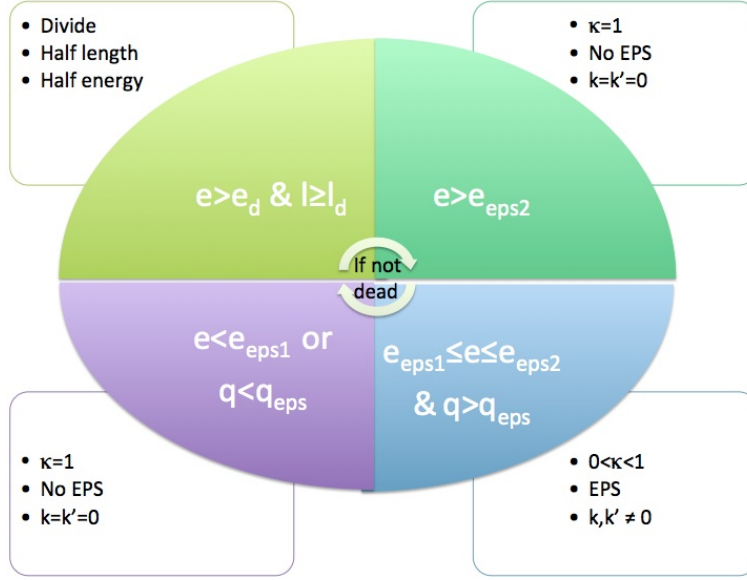 • Divide
• Half length
• Half energy
• κ=1
• No EPS
• k=k’=0
e>e_d & l≥l_d
e>e_eps2
If not
dead
e<e_eps1 or
q<q_eps
e_eps1≤e≤e_eps2
& q>q_eps
• κ=1
• No EPS
• k=k’=0
• 0<κ<1
• EPS
• k,k’ ≠ 0